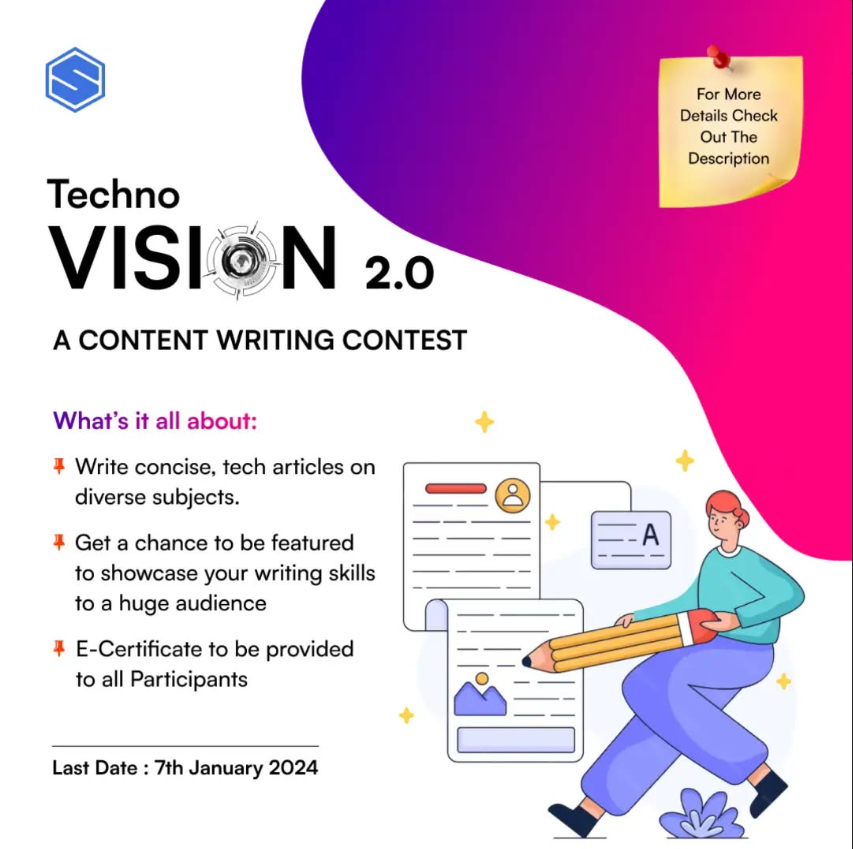 Techno
VISION 2.0
A CONTENT WRITING CONTEST
For More
Details Check
Out The
Description
What's it all about:
Write concise, tech articles on
diverse subjects.
Get a chance to be featured
to showcase your writing skills
to a huge audience
E-Certificate to be provided
to all Participants
Last Date : 7th January 2024
A